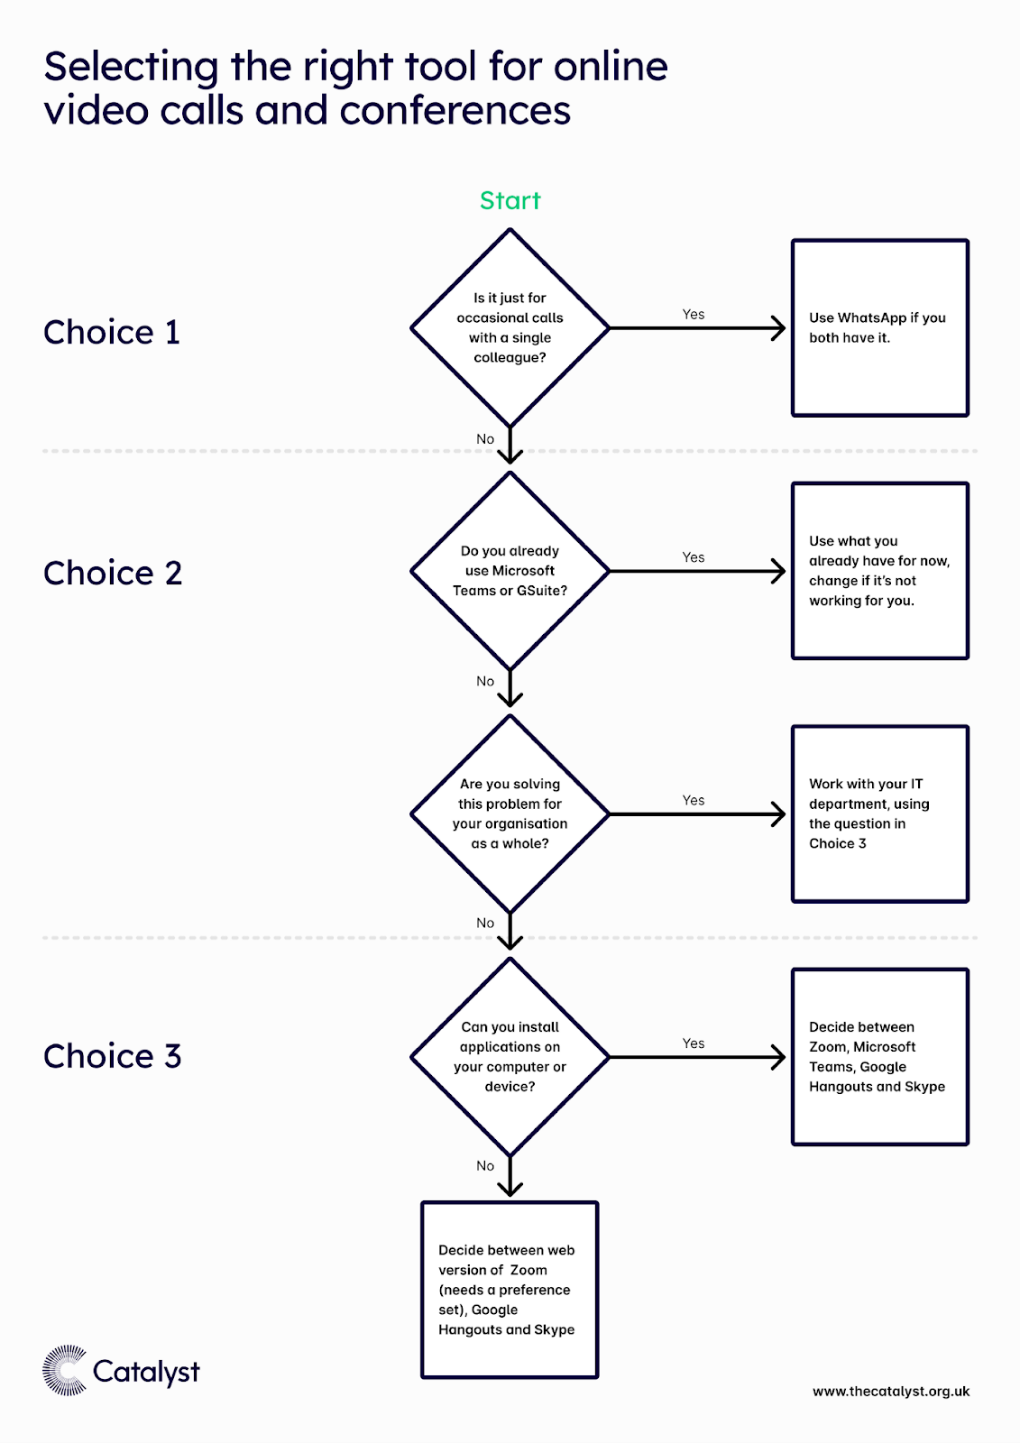 Selecting the right tool for online
video calls and conferences
Start
Choice 1
Is it just for
occasional calls
with a single
colleague?
Yes
Use WhatsApp if you
both have it.
No
Choice 2
Do you already
use Microsoft
Teams or GSuite?
Yes
Use what you
already have for now,
change if it's not
working for you.
No
Are you solving
this problem for
your organisation
as a whole?
Yes
Work with your IT
department, using
the question in
Choice 3
No
Choice 3
Can you install
applications on
your computer or
device?
Yes
Decide between
Zoom, Microsoft
Teams, Google
Hangouts and Skype
No
Decide between web
version of Zoom
(needs a preference
set), Google
Hangouts and Skype
Catalyst
www.thecatalyst.org.uk